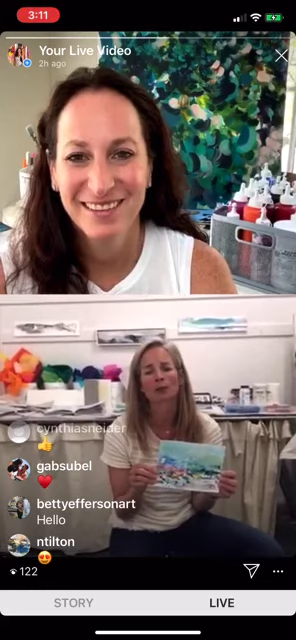 3:11
Your Live Video
2h ago
cynthiasneider
gabsubel
bettyeffersonart
Hello
ntilton
122
STORY
LIVE